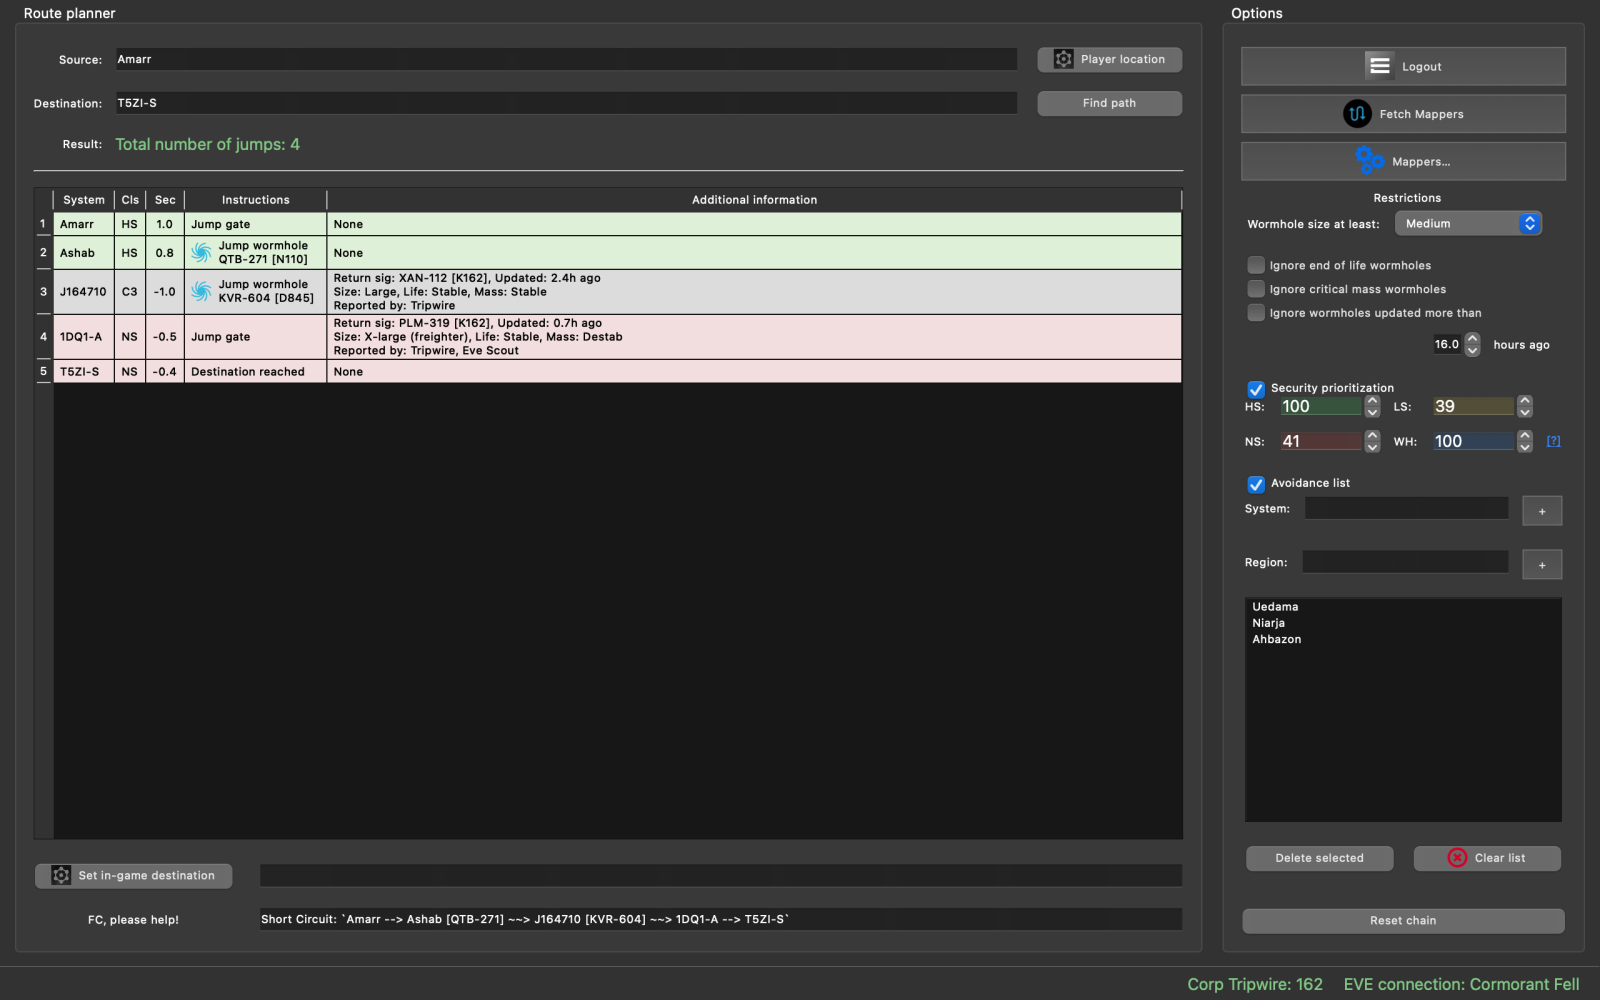 Route planner
Source: Amarr Player location
Destination: T5ZI-S Find path
Result: Total number of jumps: 4
System Cls Sec Instructions Additional information
1 Amarr HS 1.0 Jump gate None
2 Ashab HS 0.8 Jump wormhole QTB-271 [N110] None
3 J164710 C3 -1.0 Jump wormhole KVR-604 [D845]
Return sig: XAN-112 [K162], Updated: 2.4h ago
Size: Large, Life: Stable, Mass: Stable
Reported by: Tripwire
4 1DQ1-A NS -0.5 Jump gate
Return sig: PLM-319 [K162], Updated: 0.7h ago
Size: X-large (freighter), Life: Stable, Mass: Destab
Reported by: Tripwire, Eve Scout
5 T5ZI-S NS -0.4 Destination reached None
Set in-game destination
FC, please help! Short Circuit: `Amarr --> Ashab [QTB-271] ~~> J164710 [KVR-604] ~~> 1DQ1-A --> T5ZI-S`
Options
Logout
Fetch Mappers
Mappers...
Restrictions
Wormhole size at least: Medium
Ignore end of life wormholes
Ignore critical mass wormholes
Ignore wormholes updated more than
16.0 hours ago
Security prioritization
HS: 100 LS: 39
NS: 41 WH: 100 [?]
Avoidance list
System: +
Region: +
Uedama
Niarja
Ahbazon
Delete selected Clear list
Reset chain
Corp Tripwire: 162 EVE connection: Cormorant Fell